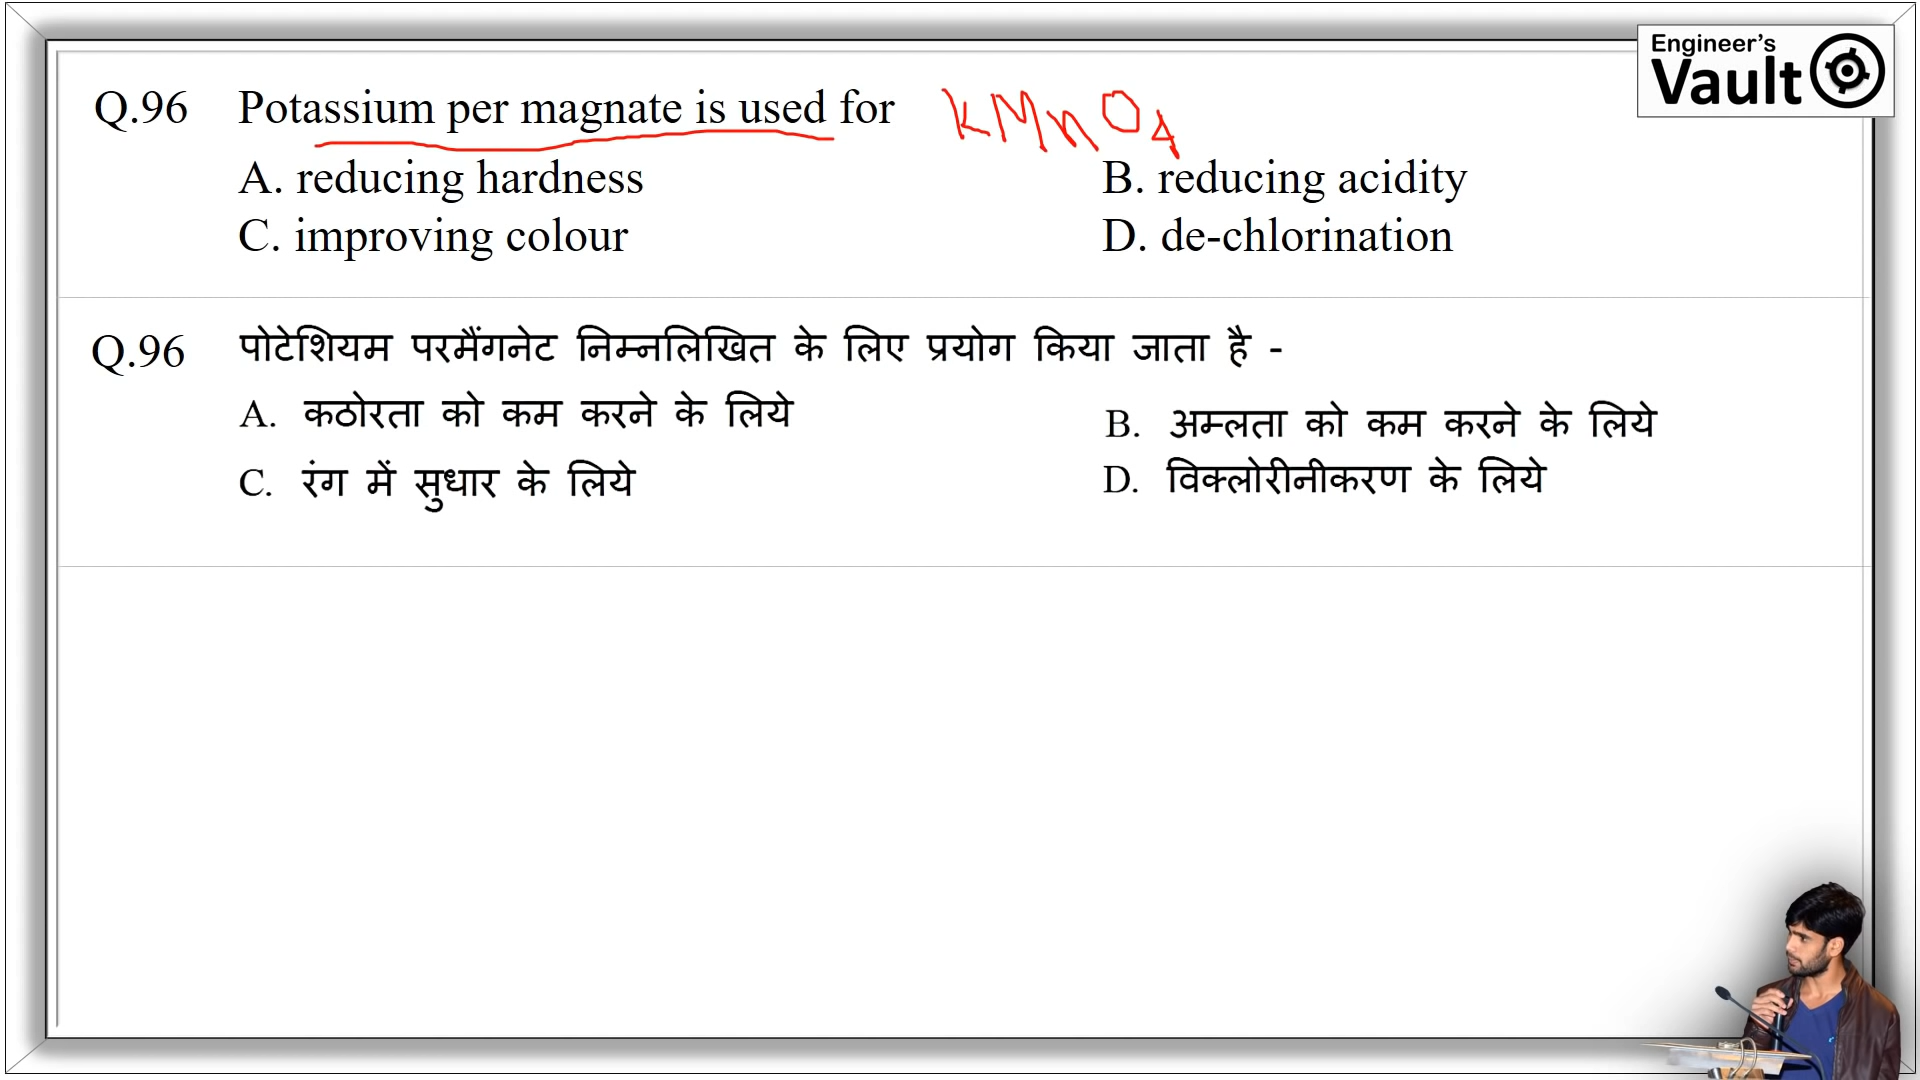 Engineer's
Vault
Q.96 Potassium per magnate is used for KMnO4
A. reducing hardness B. reducing acidity
C. improving colour D. de-chlorination
Q.96 पोटेशियम परमैंगनेट निम्नलिखित के लिए प्रयोग किया जाता है -
A. कठोरता को कम करने के लिये B. अम्लता को कम करने के लिये
C. रंग में सुधार के लिये D. विक्लोरीनीकरण के लिये